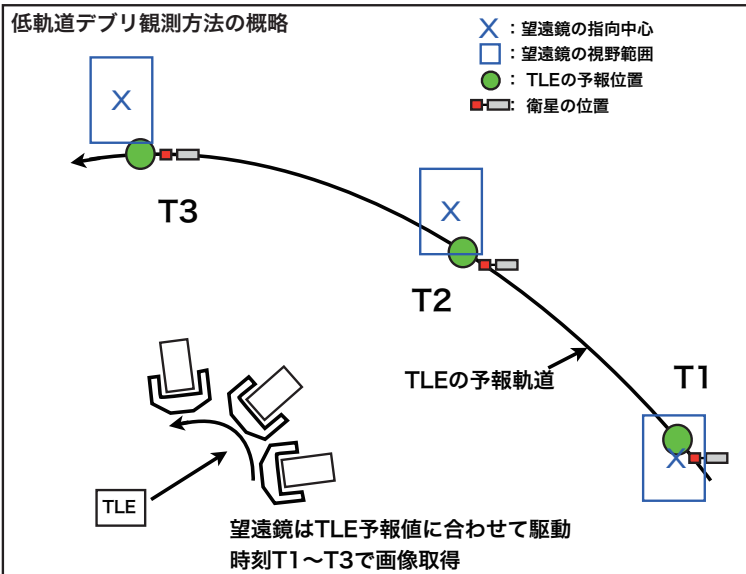 低軌道デブリ観測方法の概略
X : 望遠鏡の指向中心
: 望遠鏡の視野範囲
: TLEの予報位置
: 衛星の位置
X
T3
X
T2
TLEの予報軌道
T1
X
TLE
望遠鏡はTLE予報値に合わせて駆動
時刻T1～T3で画像取得